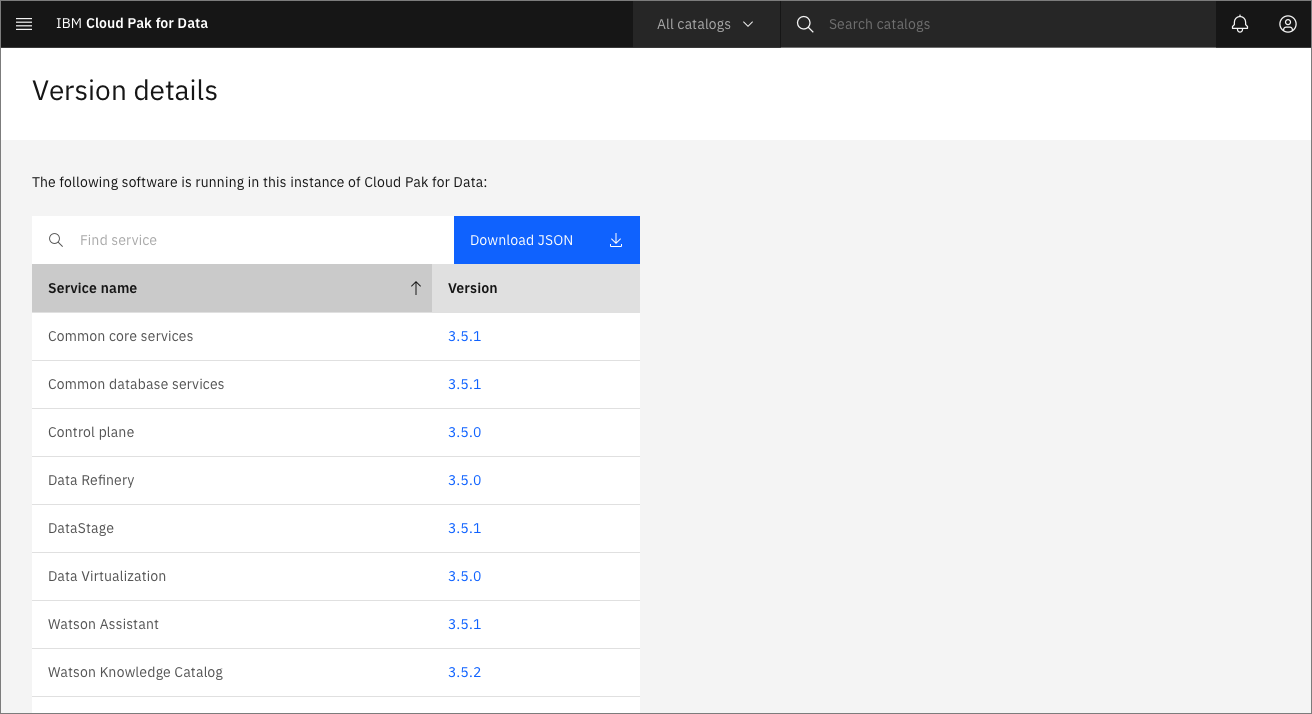 IBM Cloud Pak for Data All catalogs Search catalogs
Version details
The following software is running in this instance of Cloud Pak for Data:
Find service Download JSON
Service name Version
Common core services 3.5.1
Common database services 3.5.1
Control plane 3.5.0
Data Refinery 3.5.0
DataStage 3.5.1
Data Virtualization 3.5.0
Watson Assistant 3.5.1
Watson Knowledge Catalog 3.5.2